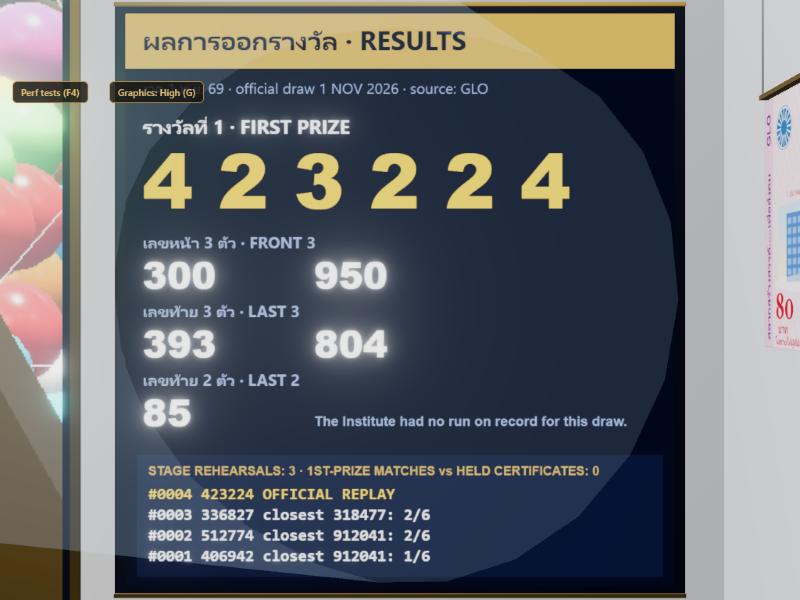 ผลการออกรางวัล · RESULTS
Perf tests (F4)
Graphics: High (G)
69 · official draw 1 NOV 2026 · source: GLO
รางวัลที่ 1 · FIRST PRIZE
4 2 3 2 2 4
เลขหน้า 3 ตัว · FRONT 3
300 950
เลขท้าย 3 ตัว · LAST 3
393 804
เลขท้าย 2 ตัว · LAST 2
85
The Institute had no run on record for this draw.
STAGE REHEARSALS: 3 · 1ST-PRIZE MATCHES vs HELD CERTIFICATES: 0
#0004 423224 OFFICIAL REPLAY
#0003 336827 closest 318477: 2/6
#0002 512774 closest 912041: 2/6
#0001 406942 closest 912041: 1/6
GLO
80